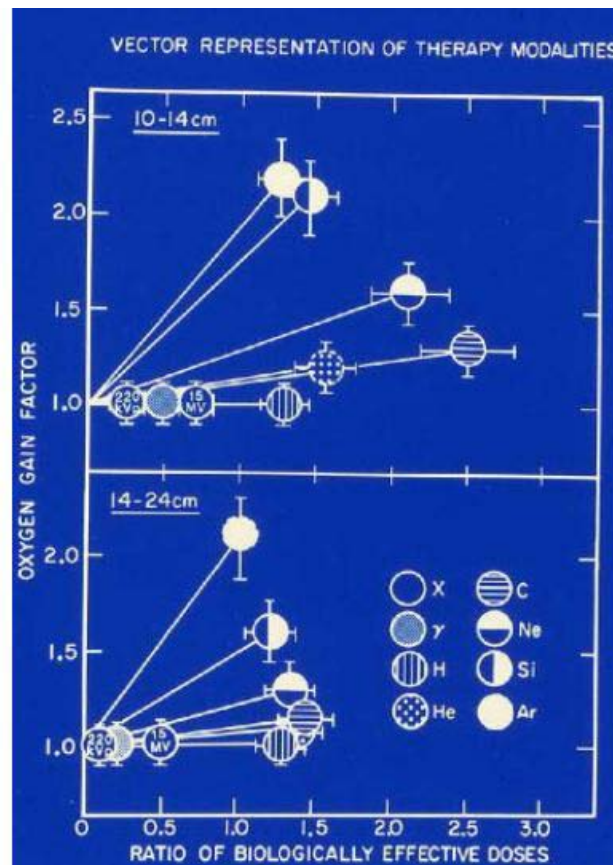 VECTOR REPRESENTATION OF THERAPY MODALITIES
10-14cm
2.5
2.0
1.5
1.0
220 kVp
15 MV
H
OXYGEN GAIN FACTOR
14-24cm
2.0
1.5
1.0
220 kVp
15 MV
H
X
C
γ
Ne
H
Si
He
Ar
0 0.5 1.0 1.5 2.0 2.5 3.0
RATIO OF BIOLOGICALLY EFFECTIVE DOSES